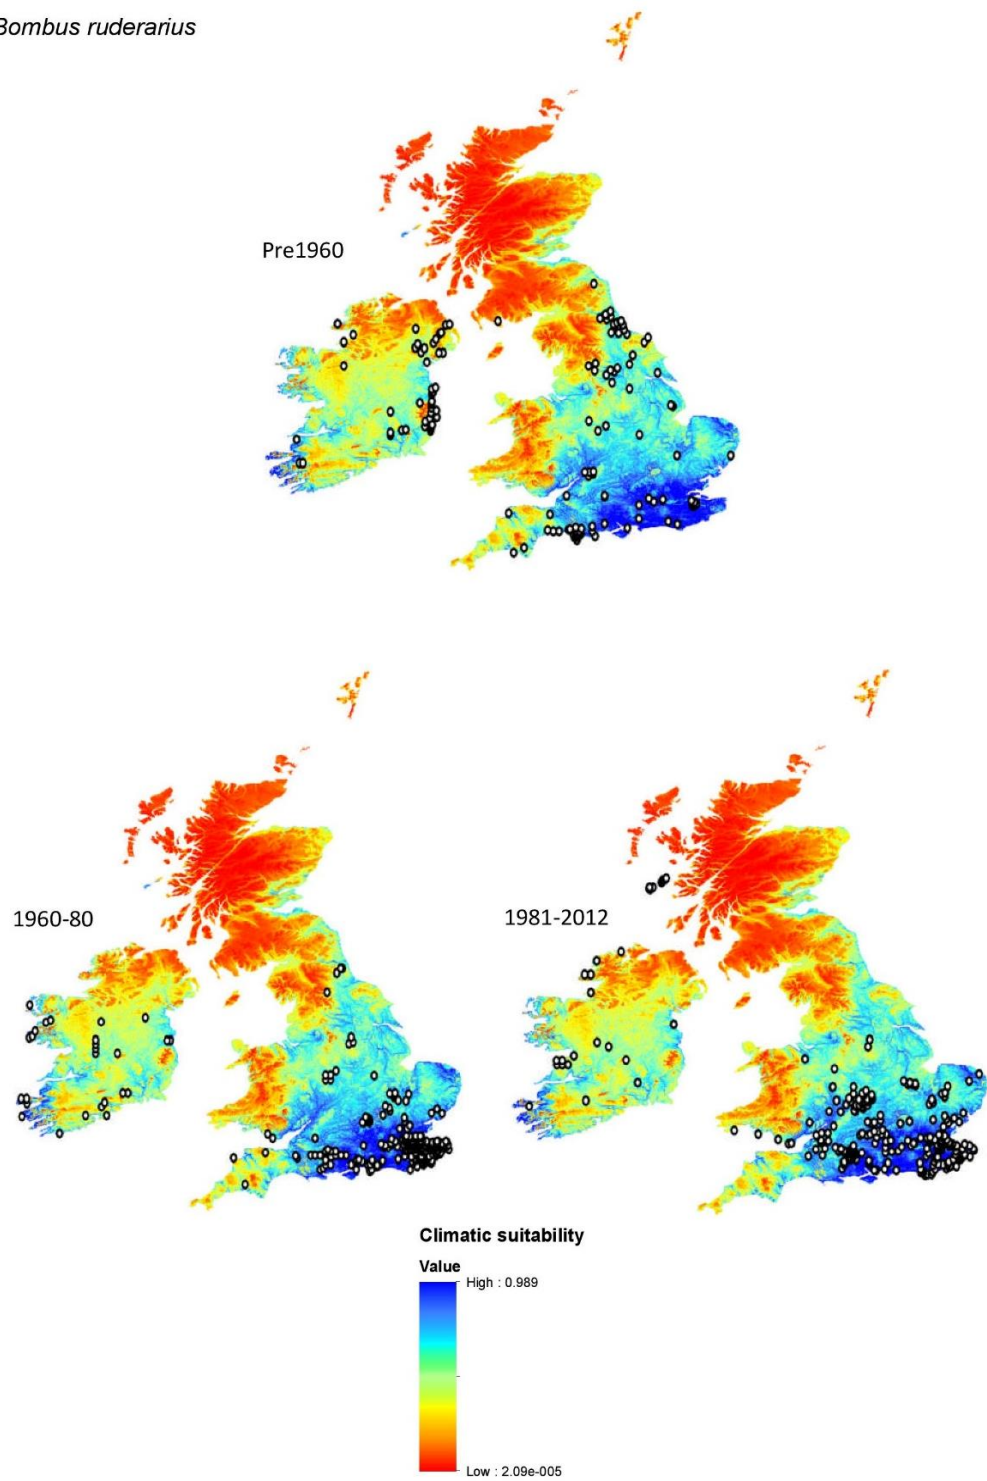 Bombus ruderarius
Pre1960
1960-80
1981-2012
Climatic suitability
Value
High : 0.989
Low : 2.09e-005